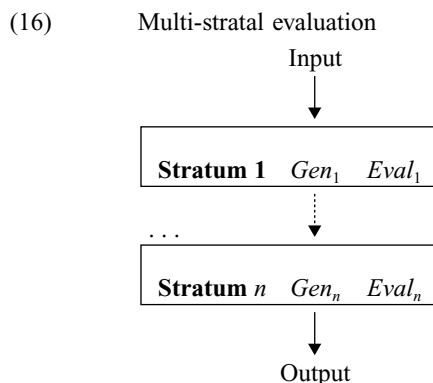 (16) Multi-stratal evaluation
Input
Stratum 1 Gen₁ Eval₁
. . .
Stratum n Genₙ Evalₙ
Output